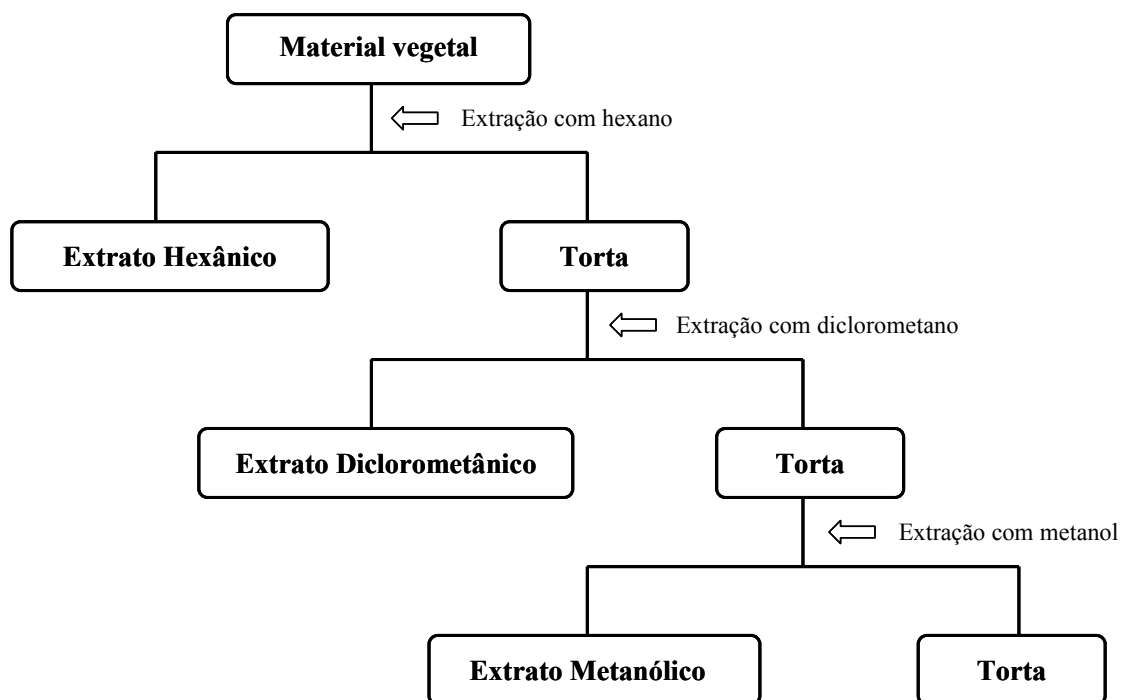 Material vegetal
Extração com hexano
Extrato Hexânico
Torta
Extração com diclorometano
Extrato Diclorometânico
Torta
Extração com metanol
Extrato Metanólico
Torta